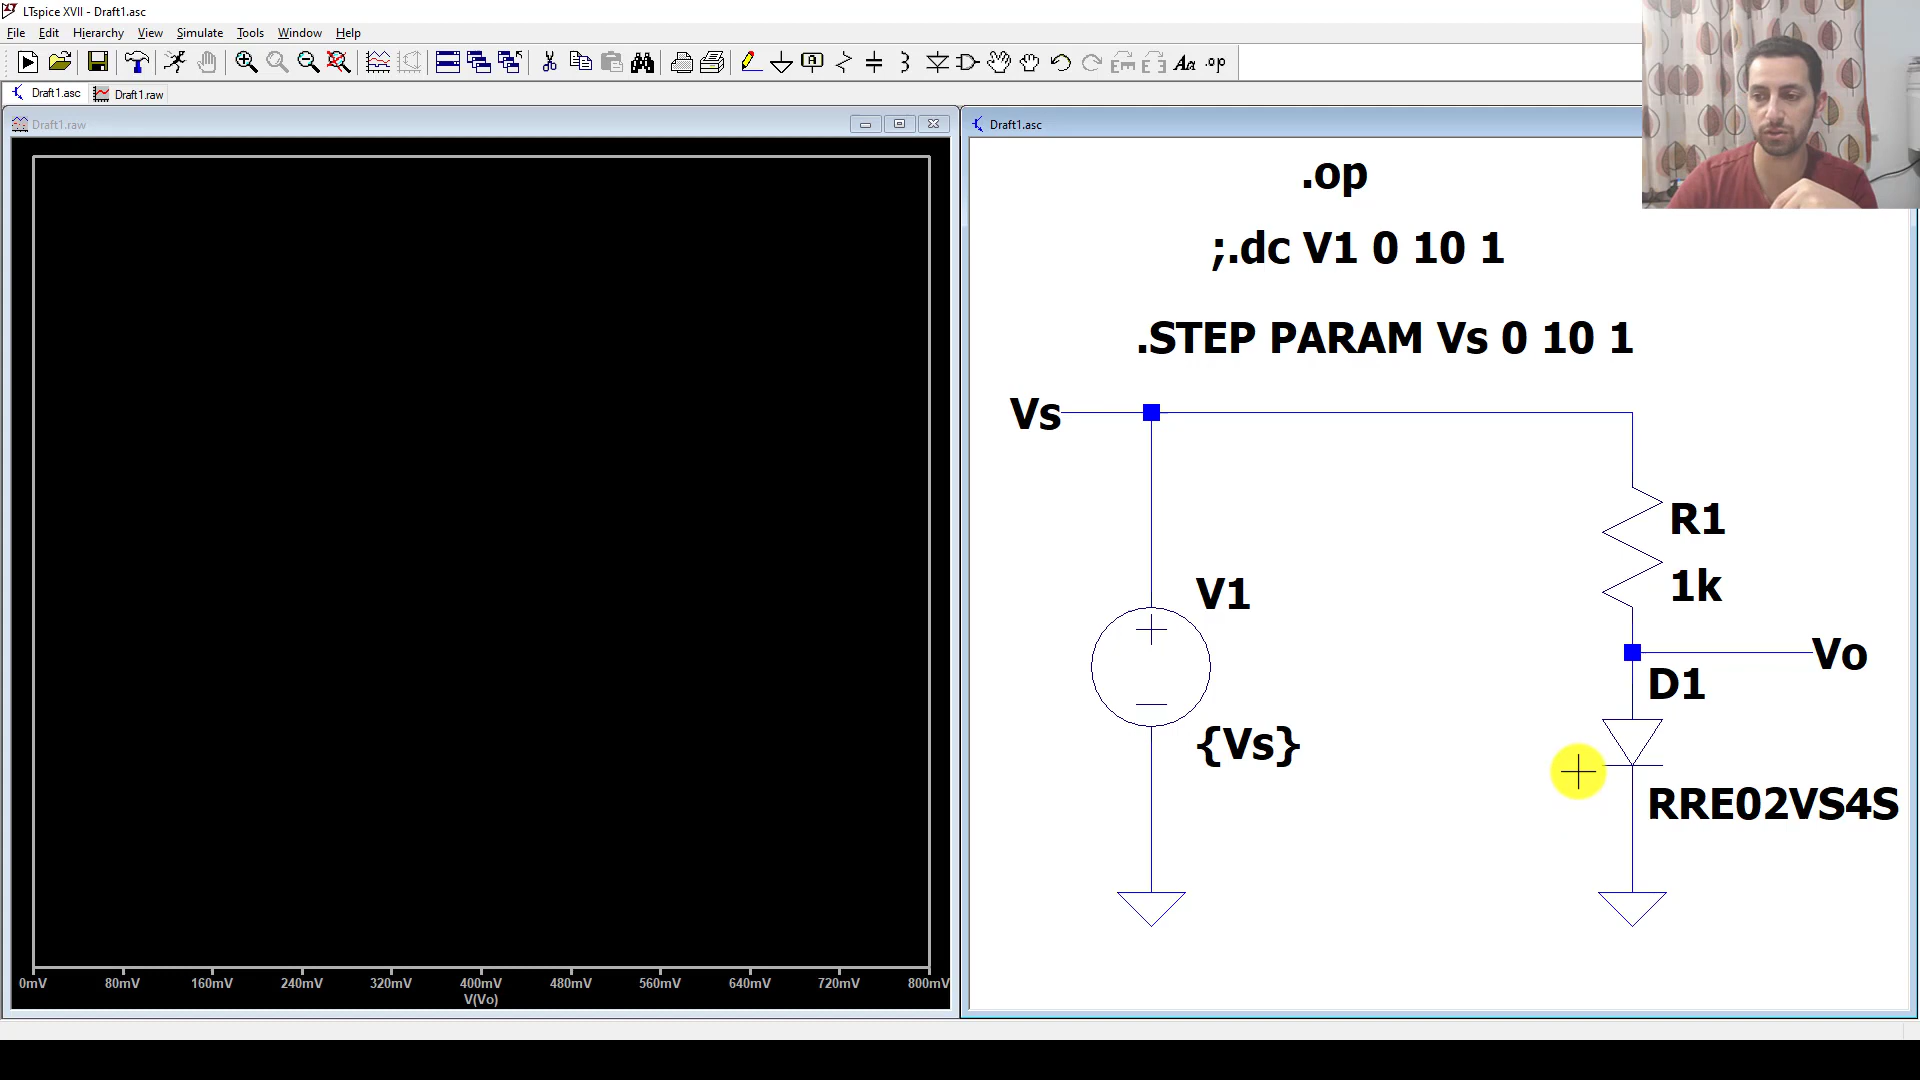 LTspice XVII - Draft1.asc
File Edit Hierarchy View Simulate Tools Window Help
Aa .op
Draft1.asc Draft1.raw
Draft1.raw
0mV 80mV 160mV 240mV 320mV 400mV 480mV 560mV 640mV 720mV 800mV
V(Vo)
Draft1.asc
.op
;.dc V1 0 10 1
.STEP PARAM Vs 0 10 1
Vs
R1
1k
V1
{Vs}
Vo
D1
RRE02VS4S